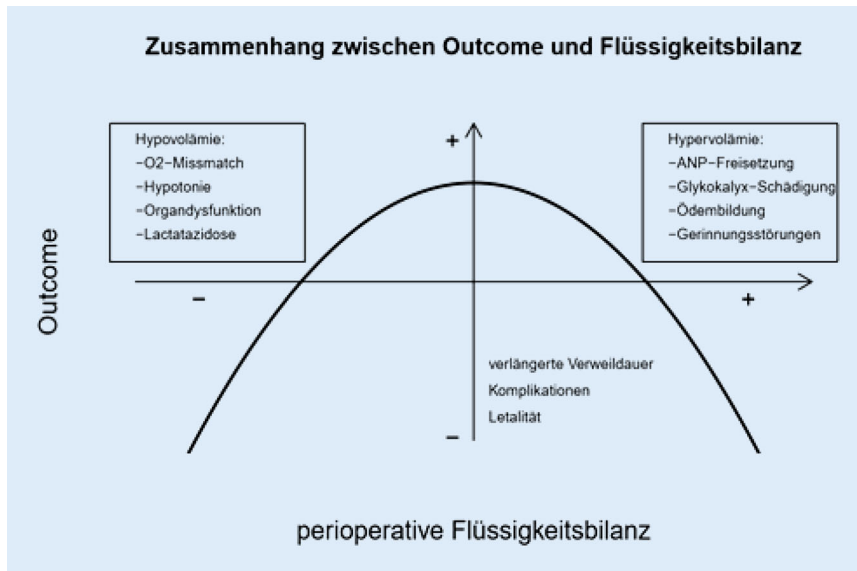 Zusammenhang zwischen Outcome und Flüssigkeitsbilanz
Hypovolämie:
−O2−Missmatch
−Hypotonie
−Organdysfunktion
−Lactatazidose
+
Hypervolämie:
−ANP−Freisetzung
−Glykokalyx−Schädigung
−Ödembildung
−Gerinnungsstörungen
Outcome
−
+
verlängerte Verweildauer
Komplikationen
Letalität
−
perioperative Flüssigkeitsbilanz